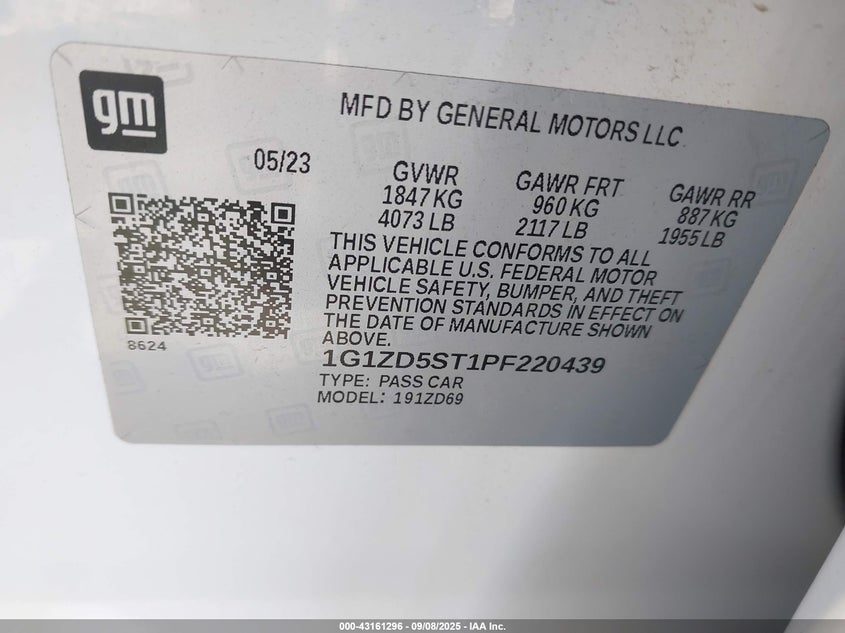 gm
MFD BY GENERAL MOTORS LLC
05/23
GVWR
1847 KG
4073 LB
GAWR FRT
960 KG
2117 LB
GAWR RR
887 KG
1955 LB
THIS VEHICLE CONFORMS TO ALL
APPLICABLE U.S. FEDERAL MOTOR
VEHICLE SAFETY, BUMPER, AND THEFT
PREVENTION STANDARDS IN EFFECT ON
THE DATE OF MANUFACTURE SHOWN
ABOVE.
8624
1G1ZD5ST1PF220439
TYPE: PASS CAR
MODEL: 191ZD69
000-43161296 - 09/08/2025 - IAA Inc.